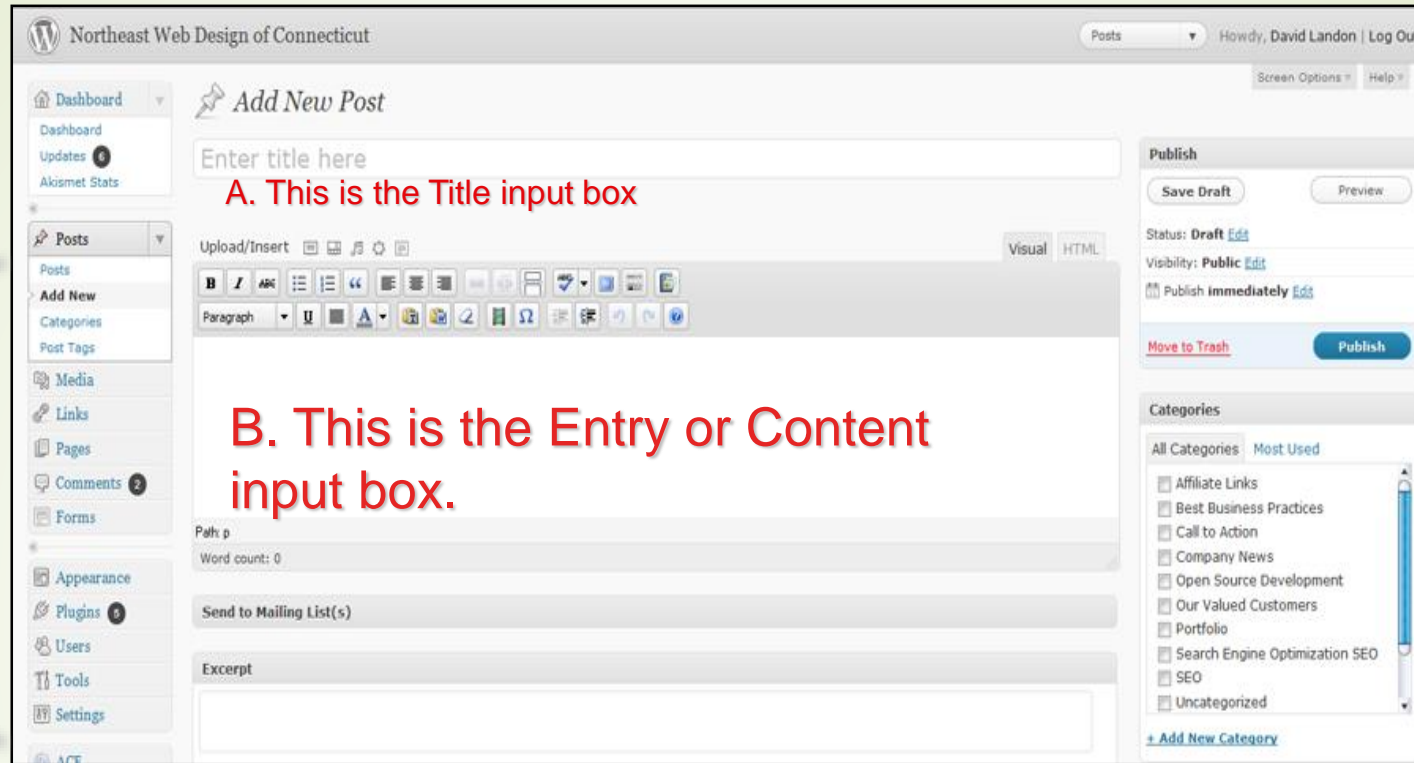 Northeast Web Design of Connecticut
Posts
Howdy, David Landon | Log Ou
Screen Options
Help
Dashboard
Dashboard
Updates 6
Akismet Stats
Posts
Posts
Add New
Categories
Post Tags
Media
Links
Pages
Comments 2
Forms
Appearance
Plugins 5
Users
Tools
Settings
Add New Post
Enter title here
A. This is the Title input box
Upload/Insert
Visual HTML
B I ABC
Paragraph U A Ω
B. This is the Entry or Content
input box.
Path: p
Word count: 0
Send to Mailing List(s)
Excerpt
Publish
Save Draft Preview
Status: Draft Edit
Visibility: Public Edit
Publish immediately Edit
Move to Trash Publish
Categories
All Categories Most Used
Affiliate Links
Best Business Practices
Call to Action
Company News
Open Source Development
Our Valued Customers
Portfolio
Search Engine Optimization SEO
SEO
Uncategorized
+ Add New Category